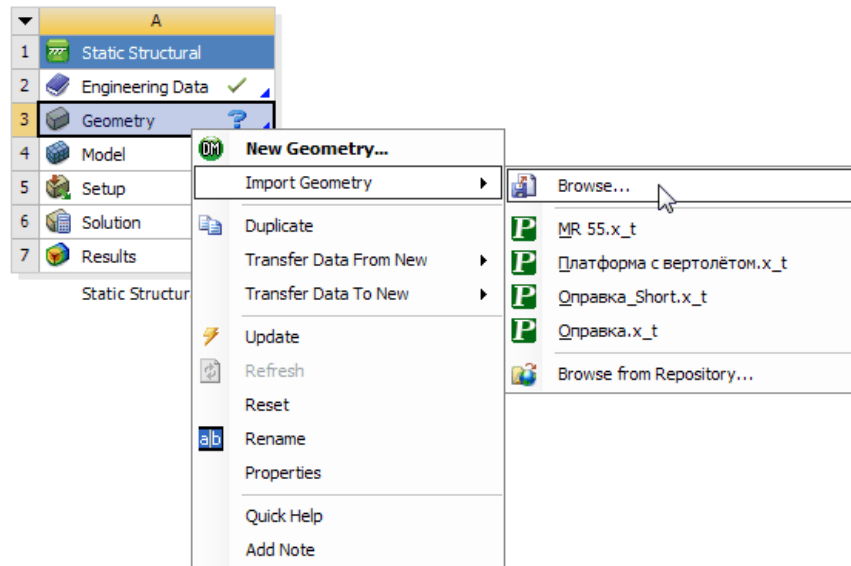 A
1 Static Structural
2 Engineering Data
3 Geometry ?
4 Model
5 Setup
6 Solution
7 Results
Static Structur
DM New Geometry...
Import Geometry
Duplicate
Transfer Data From New
Transfer Data To New
Update
Refresh
Reset
a|b Rename
Properties
Quick Help
Add Note
Browse...
P MR 55.x_t
P Платформа с вертолётом.x_t
P Оправка_Short.x_t
P Оправка.x_t
Browse from Repository...